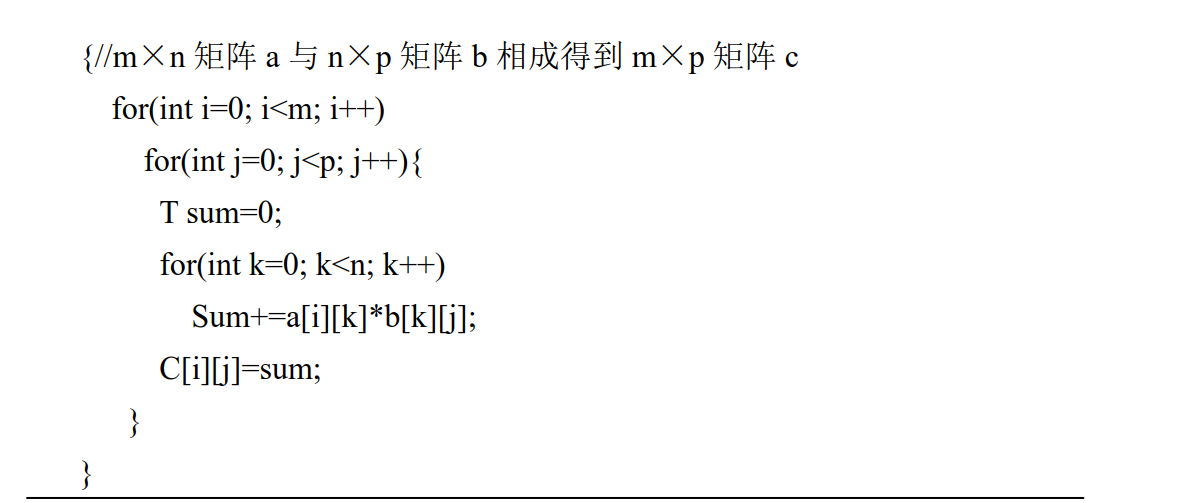 {//m×n 矩阵 a 与 n×p 矩阵 b 相成得到 m×p 矩阵 c
for(int i=0; i<m; i++)
for(int j=0; j<p; j++){
T sum=0;
for(int k=0; k<n; k++)
Sum+=a[i][k]*b[k][j];
C[i][j]=sum;
}
}